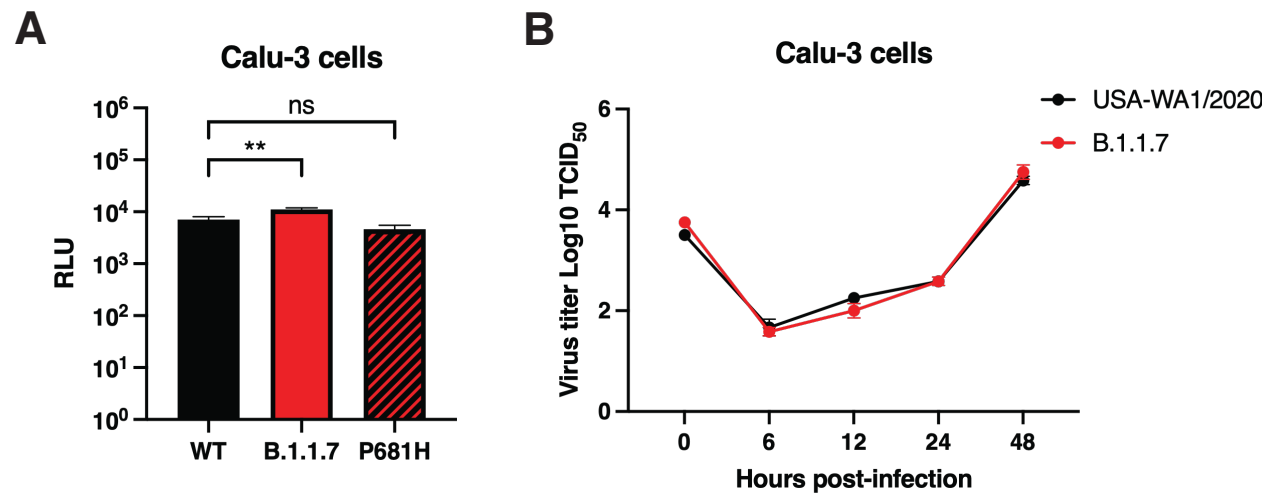 A
Calu-3 cells
RLU
10⁶
10⁵
10⁴
10³
10²
10¹
10⁰
ns
**
WT
B.1.1.7
P681H
B
Calu-3 cells
Virus titer Log10 TCID₅₀
6
4
2
0
0
6
12
24
48
Hours post-infection
USA-WA1/2020
B.1.1.7